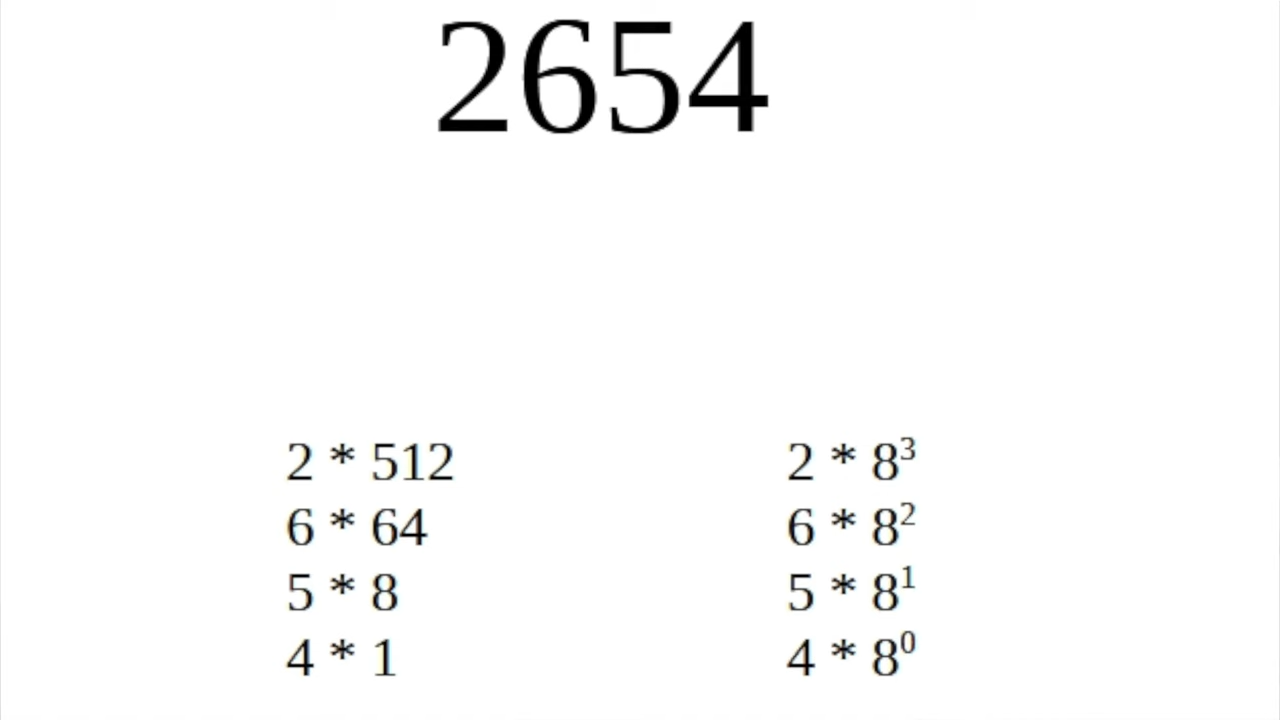 2654
2 * 512 2 * 8³
6 * 64 6 * 8²
5 * 8 5 * 8¹
4 * 1 4 * 8⁰